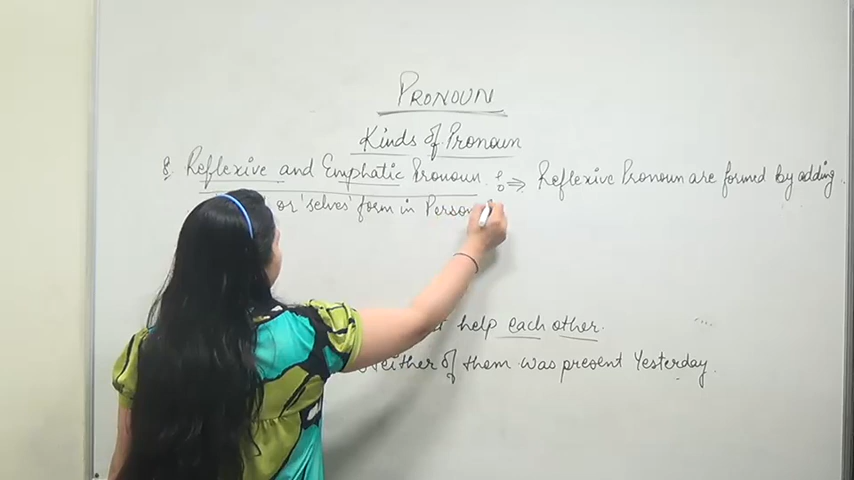 PRONOUN
Kinds of Pronoun
8. Reflexive and Emphatic Pronoun :- ⇒ Reflexive Pronoun are formed by adding
or 'selves' form in Person
help each other.
Neither of them was present Yesterday.